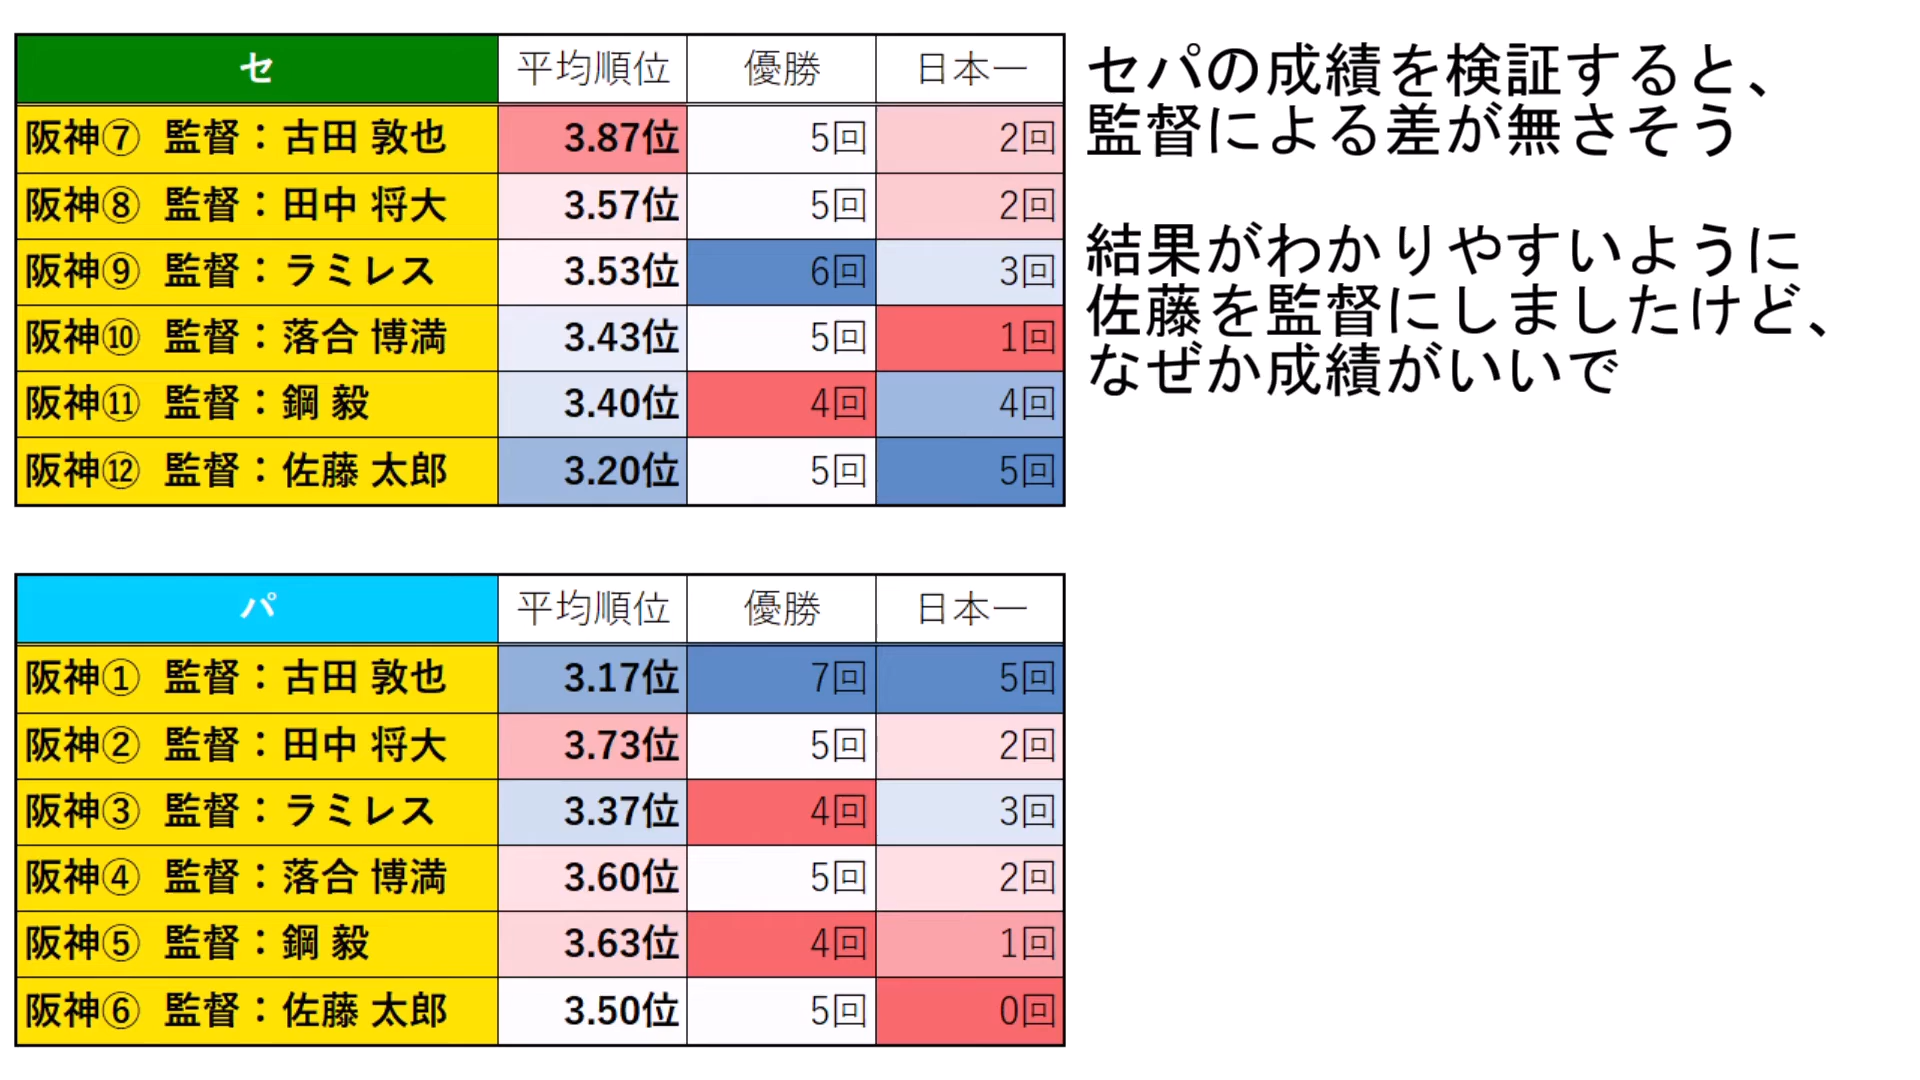 セ 平均順位 優勝 日本一
阪神⑦ 監督：古田 敦也 3.87位 5回 2回
阪神⑧ 監督：田中 将大 3.57位 5回 2回
阪神⑨ 監督：ラミレス 3.53位 6回 3回
阪神⑩ 監督：落合 博満 3.43位 5回 1回
阪神⑪ 監督：鋼 毅 3.40位 4回 4回
阪神⑫ 監督：佐藤 太郎 3.20位 5回 5回
パ 平均順位 優勝 日本一
阪神① 監督：古田 敦也 3.17位 7回 5回
阪神② 監督：田中 将大 3.73位 5回 2回
阪神③ 監督：ラミレス 3.37位 4回 3回
阪神④ 監督：落合 博満 3.60位 5回 2回
阪神⑤ 監督：鋼 毅 3.63位 4回 1回
阪神⑥ 監督：佐藤 太郎 3.50位 5回 0回
セパの成績を検証すると、
監督による差が無さそう
結果がわかりやすいように
佐藤を監督にしましたけど、
なぜか成績がいいで